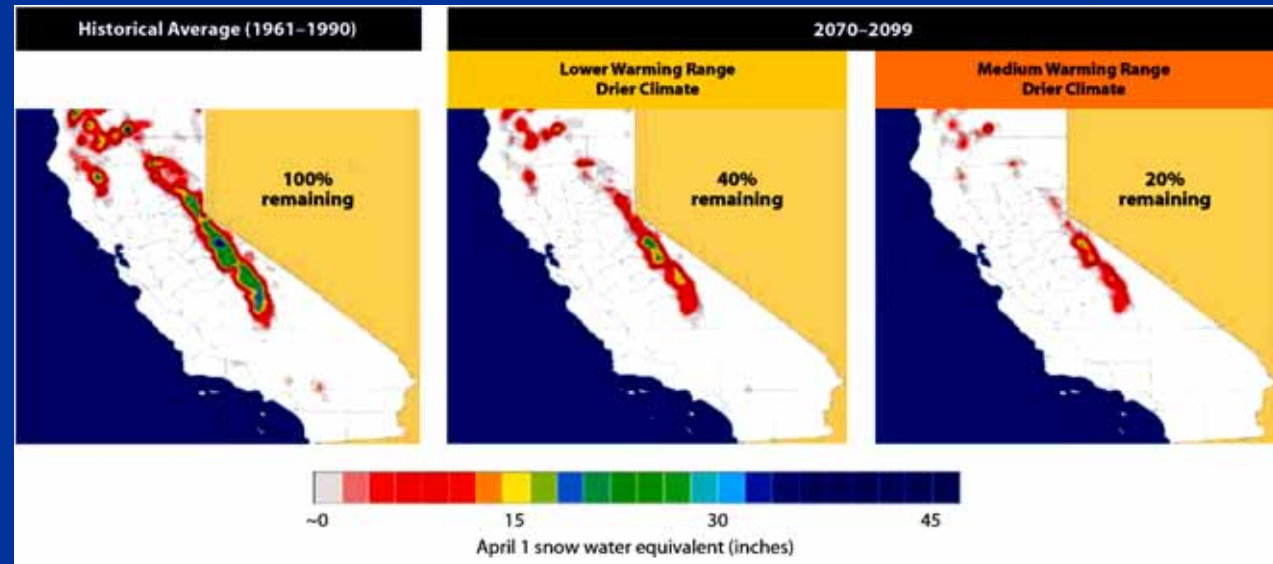 Historical Average (1961–1990)
2070–2099
Lower Warming Range
Drier Climate
Medium Warming Range
Drier Climate
100%
remaining
40%
remaining
20%
remaining
~0 15 30 45
April 1 snow water equivalent (inches)